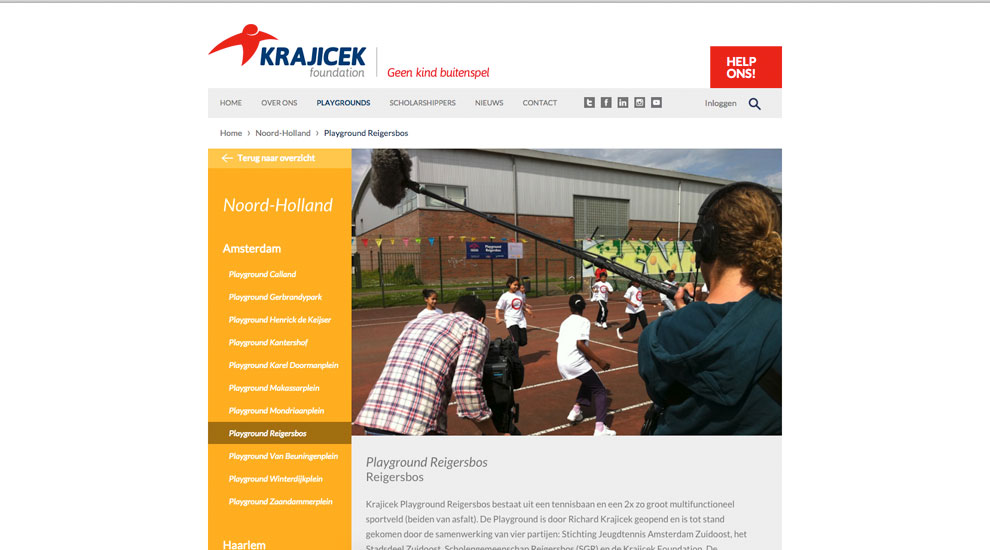 KRAJICEK
foundation
Geen kind buitenspel
HELP
ONS!
HOME OVER ONS PLAYGROUNDS SCHOLARSHIPPERS NIEUWS CONTACT Inloggen
Home › Noord-Holland › Playground Reigersbos
← Terug naar overzicht
Noord-Holland
Amsterdam
Playground Calland
Playground Gerbrandypark
Playground Henrick de Keijser
Playground Kantershof
Playground Karel Doormanplein
Playground Makassarplein
Playground Mondriaanplein
Playground Reigersbos
Playground Van Beuningenplein
Playground Winterdijkplein
Playground Zaandammerplein
Haarlem
Playground
Reigersbos
Playground Reigersbos
Reigersbos
Krajicek Playground Reigersbos bestaat uit een tennisbaan en een 2x zo groot multifunctioneel
sportveld (beiden van asfalt). De Playground is door Richard Krajicek geopend en is tot stand
gekomen door de samenwerking van vier partijen: Stichting Jeugdtennis Amsterdam Zuidoost, het
Stadsdeel Zuidoost, Scholengemeenschap Reigersbos (SGR) en de Krajicek Foundation. De